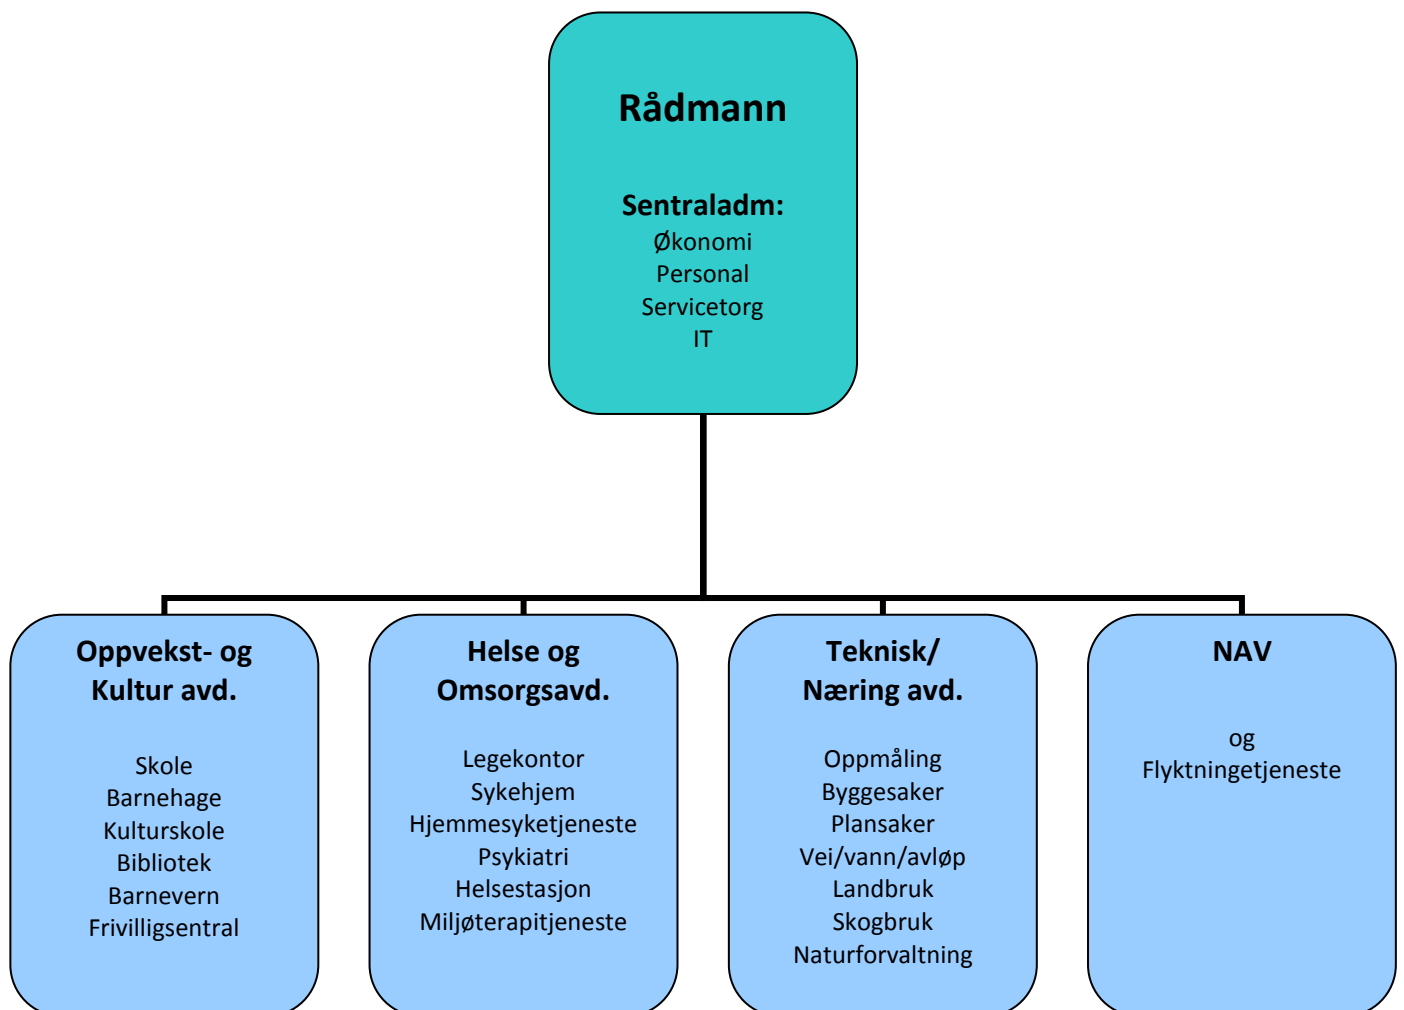 Rådmann
Sentraladm:
Økonomi
Personal
Servicetorg
IT
Oppvekst- og
Kultur avd.
Skole
Barnehage
Kulturskole
Bibliotek
Barnevern
Frivilligsentral
Helse og
Omsorgsavd.
Legekontor
Sykehjem
Hjemmesyketjeneste
Psykiatri
Helsestasjon
Miljøterapitjeneste
Teknisk/
Næring avd.
Oppmåling
Byggesaker
Plansaker
Vei/vann/avløp
Landbruk
Skogbruk
Naturforvaltning
NAV
og
Flyktningetjeneste